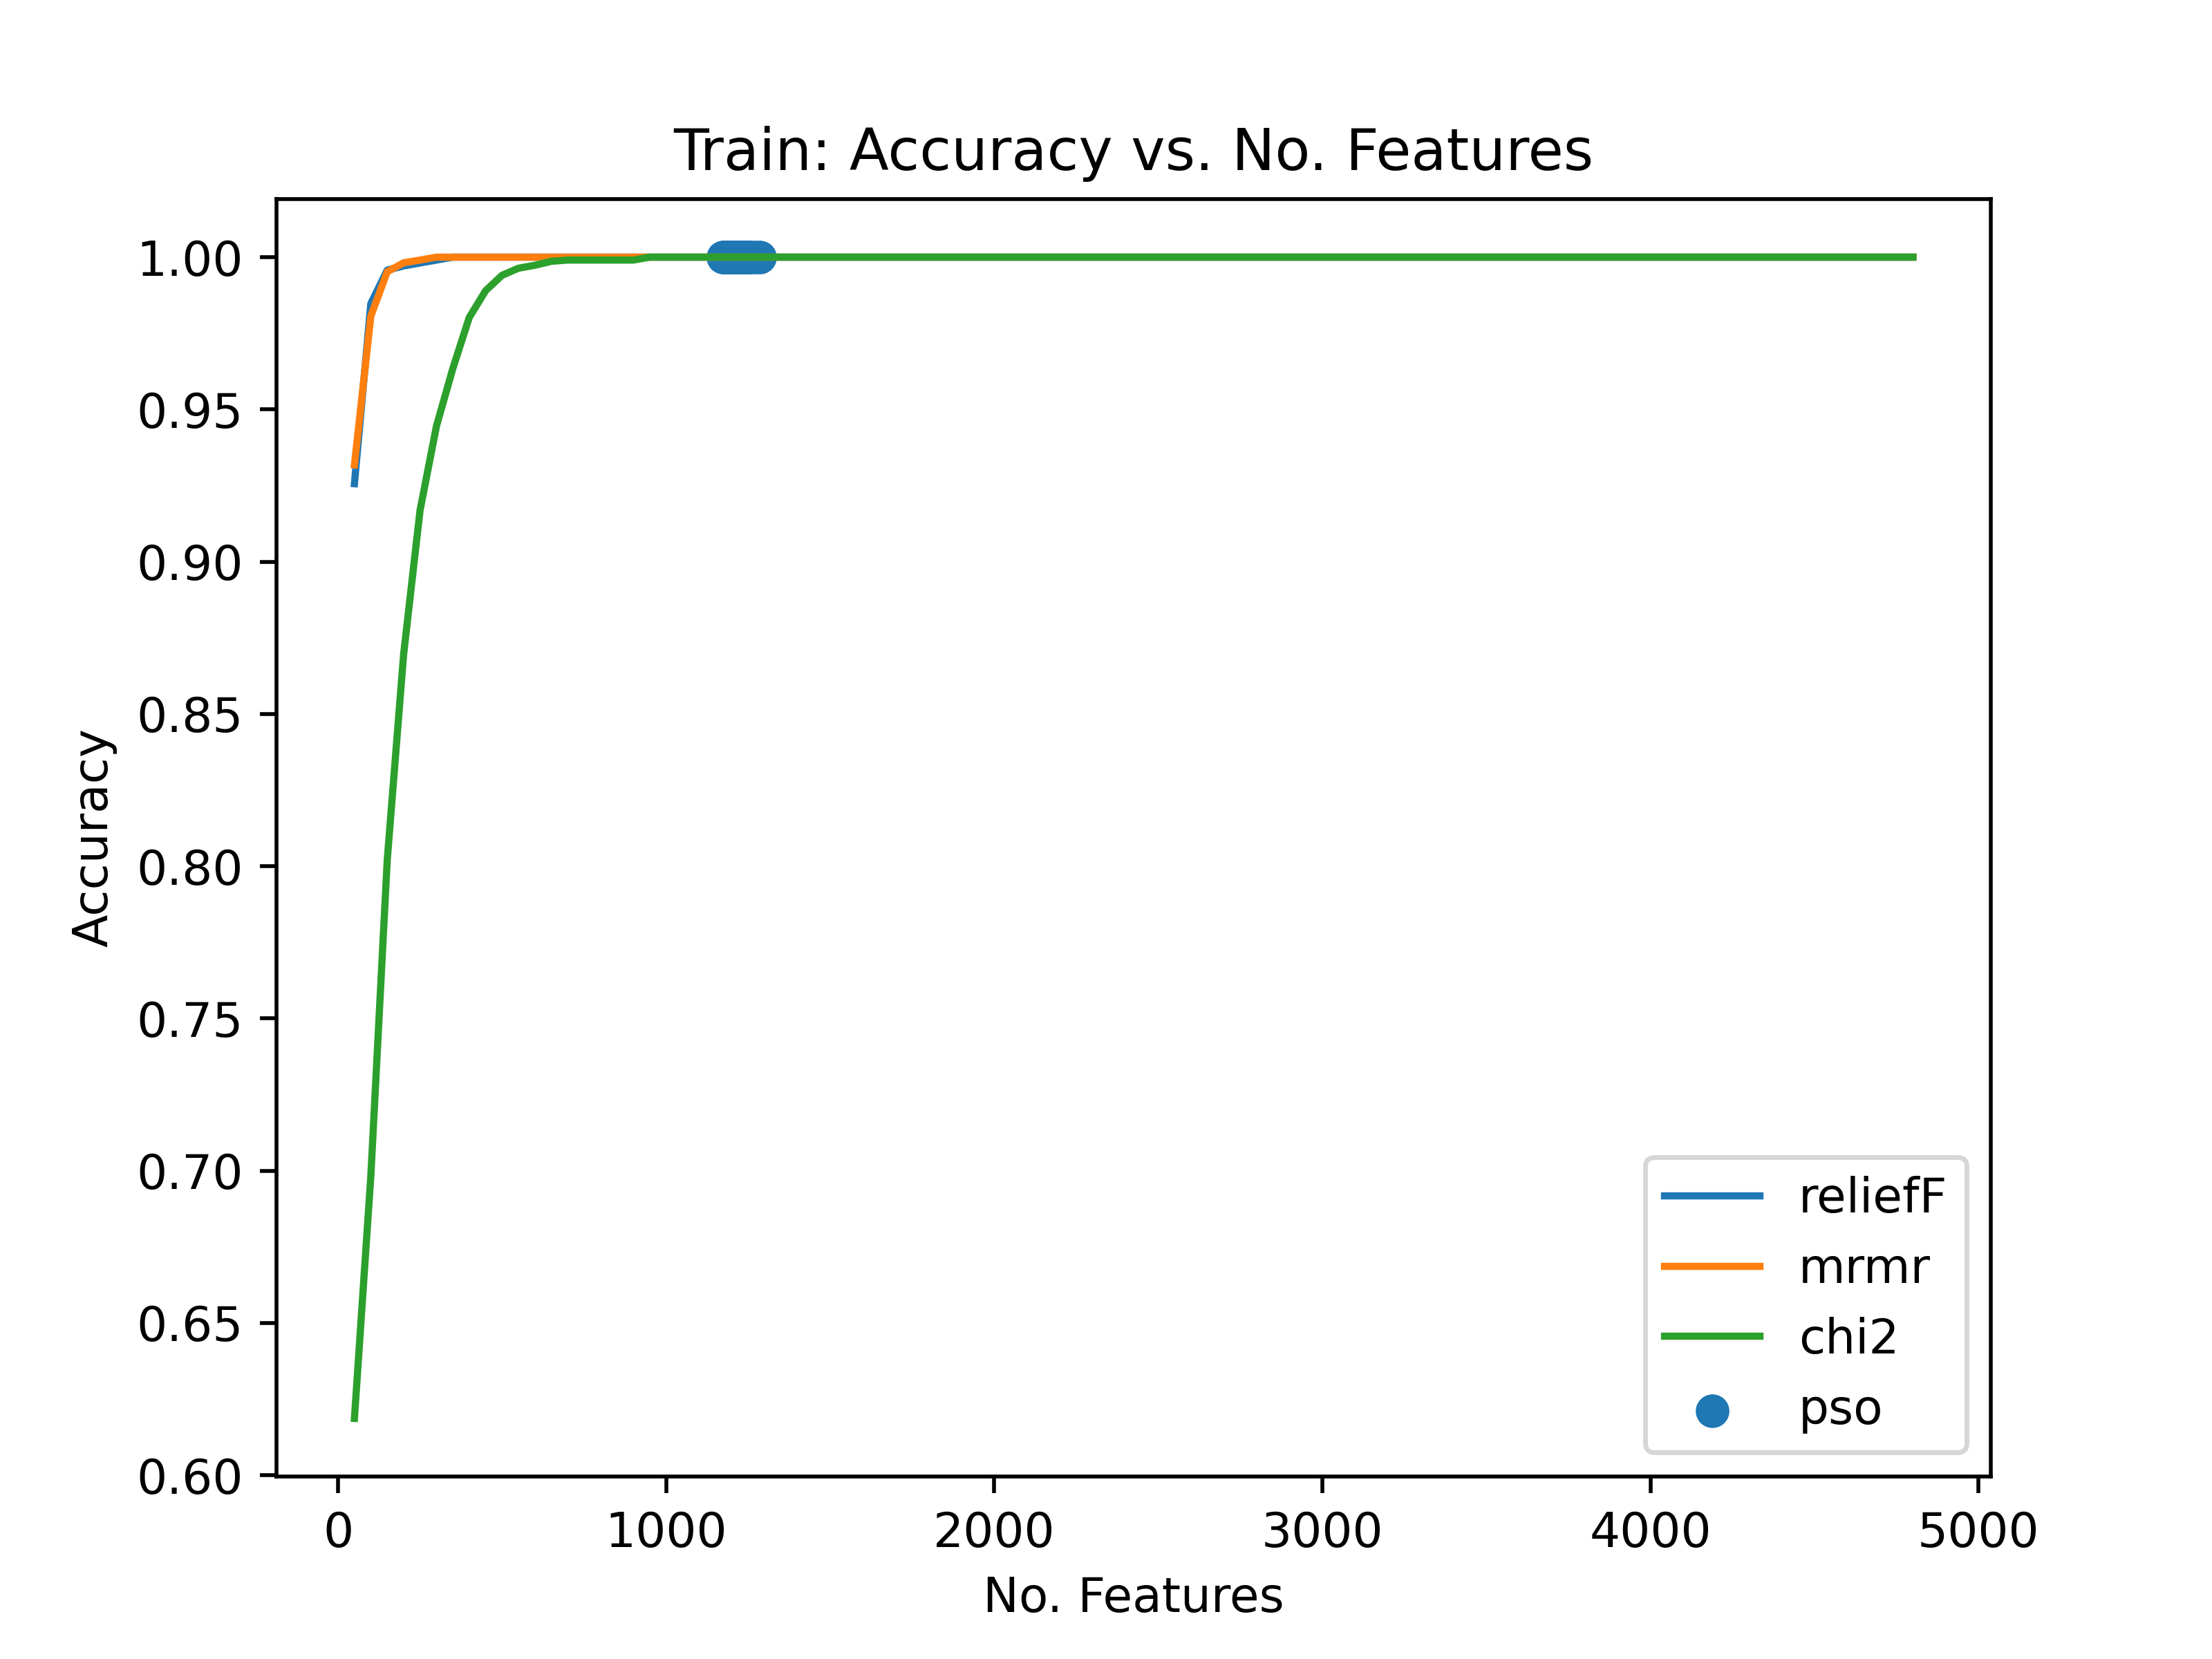 Train: Accuracy vs. No. Features
1.00
0.95
0.90
0.85
0.80
0.75
0.70
0.65
0.60
Accuracy
reliefF
mrmr
chi2
pso
0 1000 2000 3000 4000 5000
No. Features